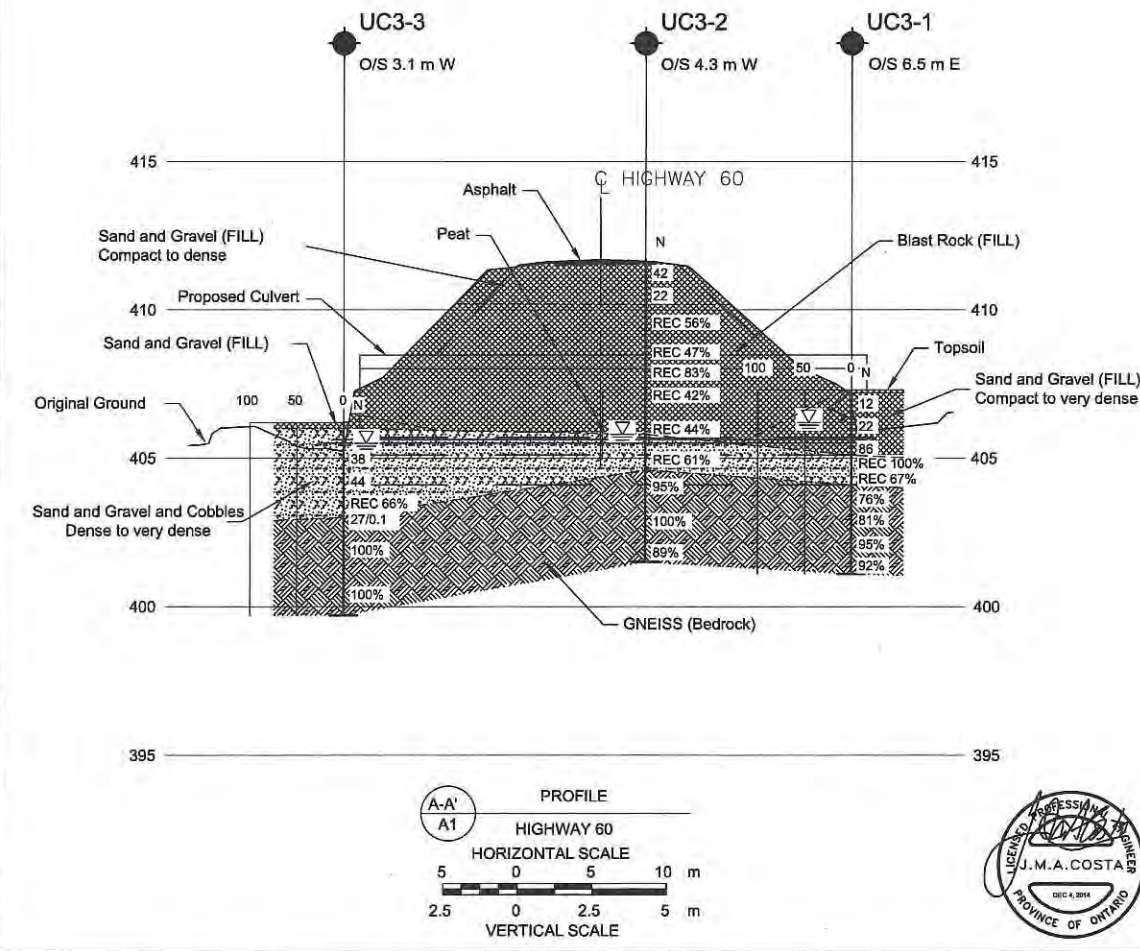 UC3-3
O/S 3.1 m W
UC3-2
O/S 4.3 m W
UC3-1
O/S 6.5 m E
415
415
℄ HIGHWAY 60
Asphalt
Peat
Sand and Gravel (FILL)
Compact to dense
Blast Rock (FILL)
N
42
22
410
410
Proposed Culvert
REC 56%
Sand and Gravel (FILL)
REC 47%
Topsoil
REC 83%
100
50
0
N
REC 42%
Sand and Gravel (FILL)
Compact to very dense
Original Ground
100
50
0
N
12
22
REC 44%
86
405
405
38
REC 61%
REC 100%
REC 67%
44
95%
76%
REC 66%
27/0.1
Sand and Gravel and Cobbles
Dense to very dense
100%
81%
100%
89%
95%
92%
100%
400
400
GNEISS (Bedrock)
395
395
A-A'
A1
PROFILE
HIGHWAY 60
HORIZONTAL SCALE
5 0 5 10 m
2.5 0 2.5 5 m
VERTICAL SCALE
LICENSED PROFESSIONAL ENGINEER
J.M.A. COSTA
DEC 4, 2014
PROVINCE OF ONTARIO